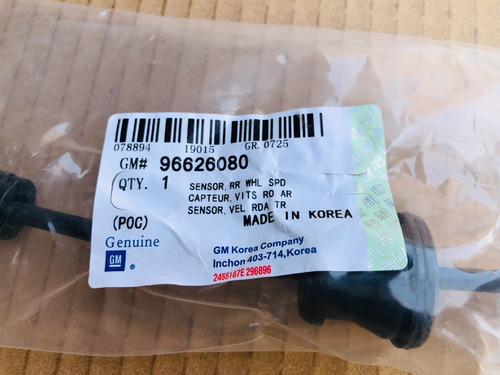 078894 19015 GR.0725
GM# 96626080
QTY. 1 SENSOR, RR WHL SPD
CAPTEUR, VITS RO AR
SENSOR, VEL RDA TR
(POC) MADE IN KOREA
Genuine
GM ®
GM Korea Company
Inchon 403-714, Korea
2455187E 296896